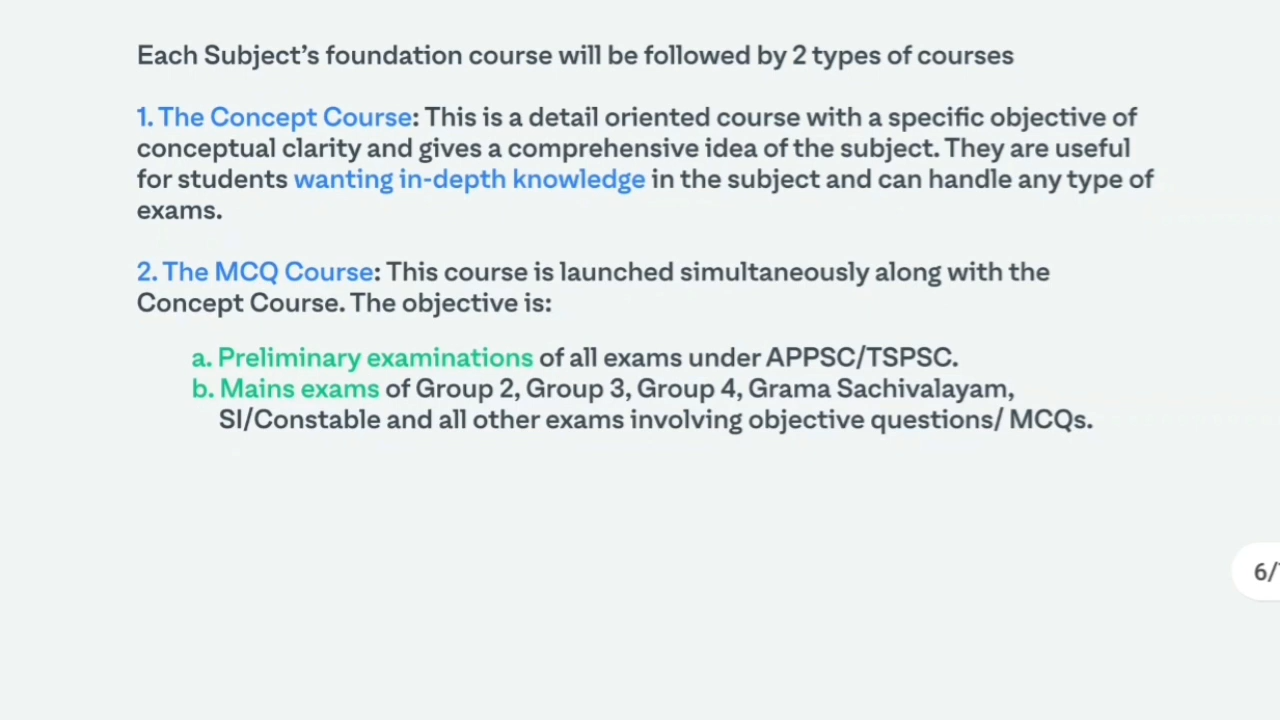 Each Subject's foundation course will be followed by 2 types of courses
1. The Concept Course: This is a detail oriented course with a specific objective of
conceptual clarity and gives a comprehensive idea of the subject. They are useful
for students wanting in-depth knowledge in the subject and can handle any type of
exams.
2. The MCQ Course: This course is launched simultaneously along with the
Concept Course. The objective is:
a. Preliminary examinations of all exams under APPSC/TSPSC.
b. Mains exams of Group 2, Group 3, Group 4, Grama Sachivalayam,
SI/Constable and all other exams involving objective questions/ MCQs.
6/